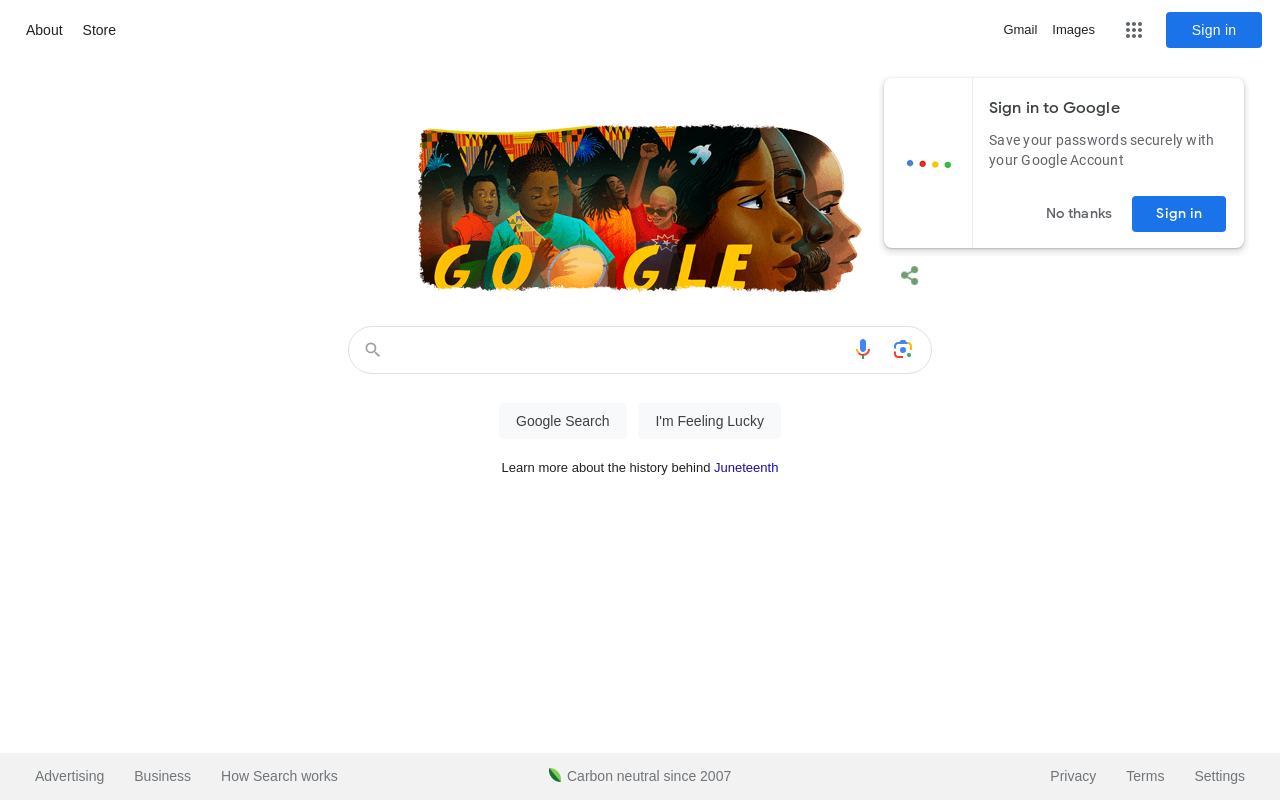 About Store
Gmail Images Sign in
Sign in to Google
Save your passwords securely with
your Google Account
No thanks Sign in
GOOGLE
Google Search I'm Feeling Lucky
Learn more about the history behind Juneteenth
Advertising Business How Search works Carbon neutral since 2007 Privacy Terms Settings